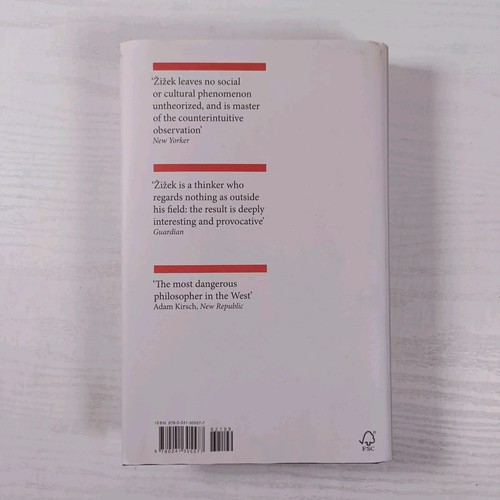 ‘Žižek leaves no social
or cultural phenomenon
untheorized, and is master
of the counterintuitive
observation’
New Yorker
‘Žižek is a thinker who
regards nothing as outside
his field: the result is deeply
interesting and provocative’
Guardian
‘The most dangerous
philosopher in the West’
Adam Kirsch, New Republic
ISBN
FSC